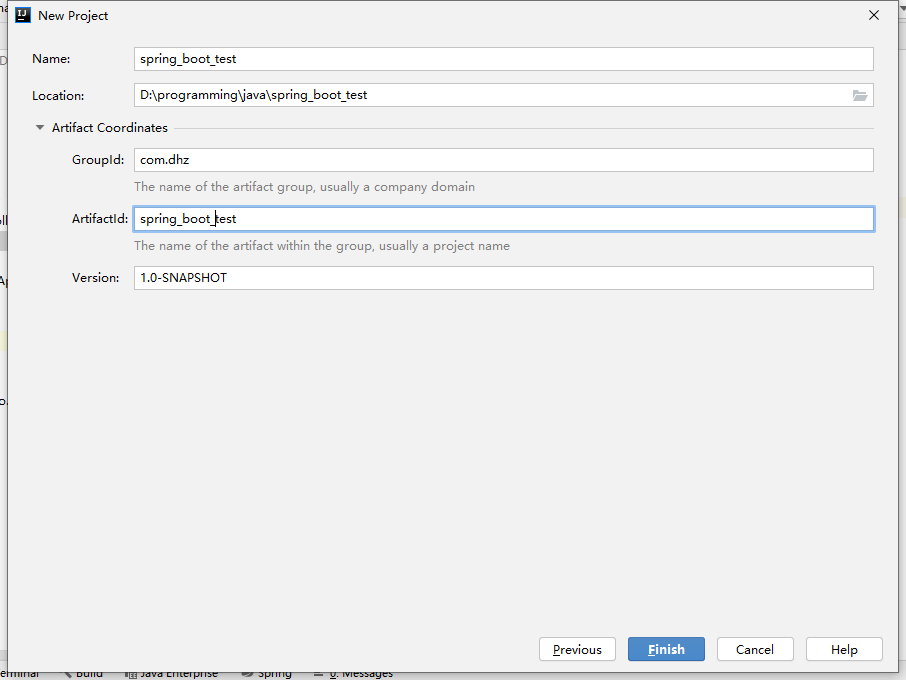 New Project
Name: spring_boot_test
Location: D:\programming\java\spring_boot_test
Artifact Coordinates
GroupId: com.dhz
The name of the artifact group, usually a company domain
ArtifactId: spring_boot_test
The name of the artifact within the group, usually a project name
Version: 1.0-SNAPSHOT
Previous Finish Cancel Help
Build Java Enterprise Spring 0: Messages